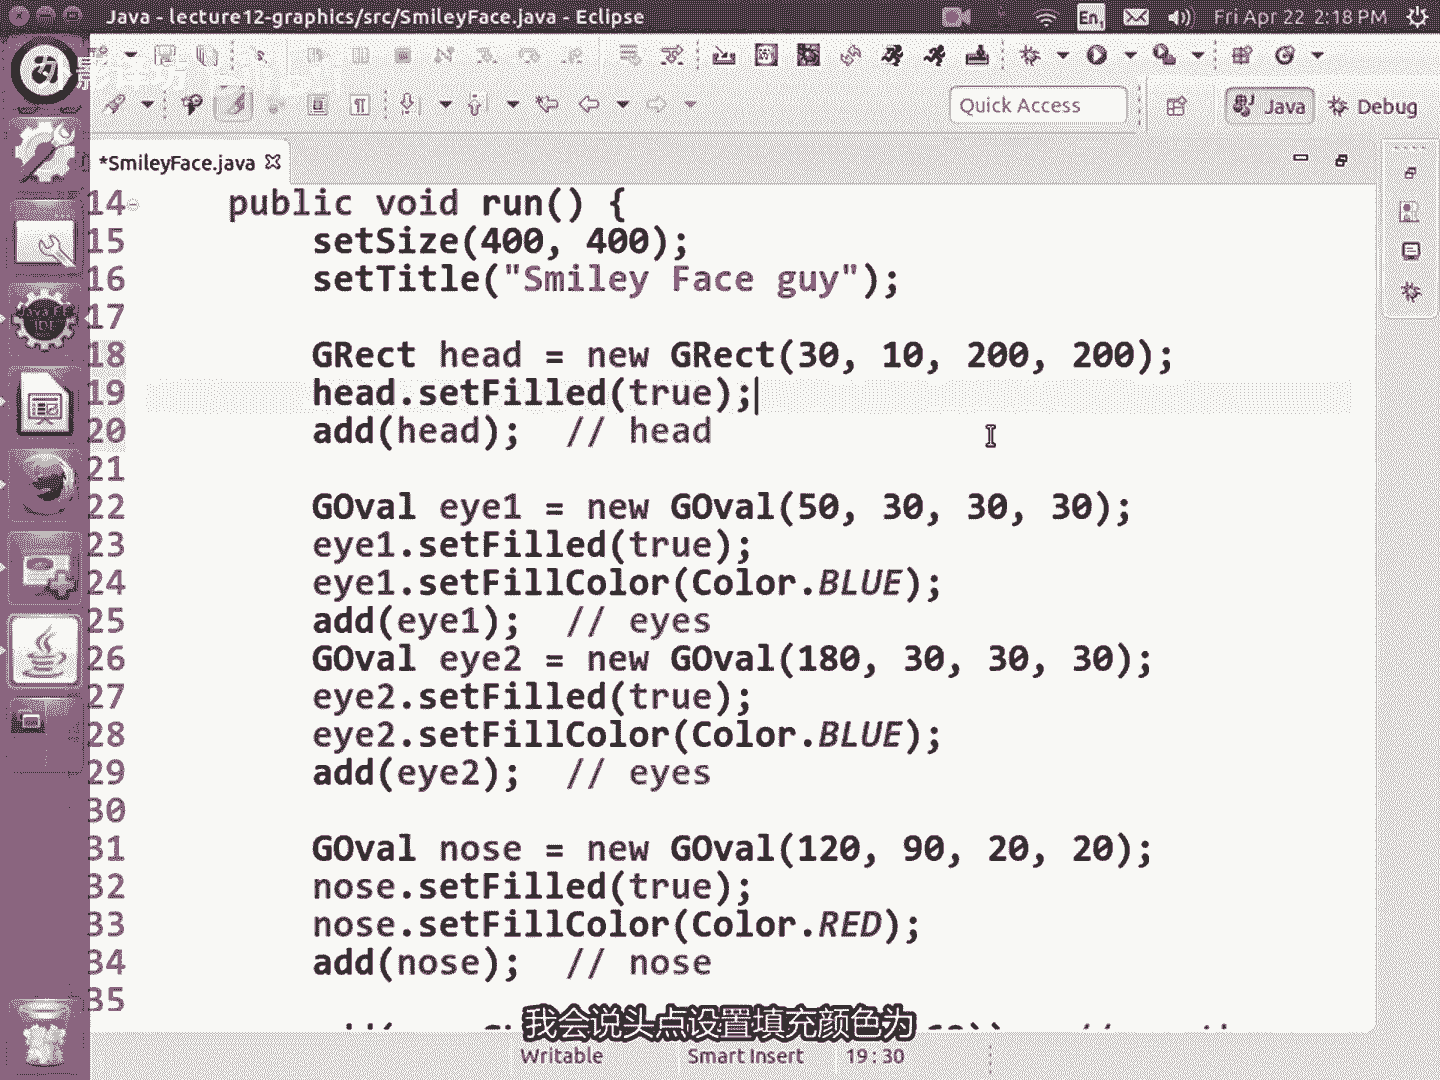 Java - lecture12-graphics/src/SmileyFace.java - Eclipse
En
Fri Apr 22 2:18 PM
Quick Access
Java
Debug
*SmileyFace.java
14 public void run() {
15 setSize(400, 400);
16 setTitle("Smiley Face guy");
17
18 GRect head = new GRect(30, 10, 200, 200);
19 head.setFilled(true);
20 add(head); // head
21
22 GOval eye1 = new GOval(50, 30, 30, 30);
23 eye1.setFilled(true);
24 eye1.setFillColor(Color.BLUE);
25 add(eye1); // eyes
26 GOval eye2 = new GOval(180, 30, 30, 30);
27 eye2.setFilled(true);
28 eye2.setFillColor(Color.BLUE);
29 add(eye2); // eyes
30
31 GOval nose = new GOval(120, 90, 20, 20);
32 nose.setFilled(true);
33 nose.setFillColor(Color.RED);
34 add(nose); // nose
35
我会说头点设置填充颜色为
Writable
Smart Insert
19 : 30
Java EE
IDE